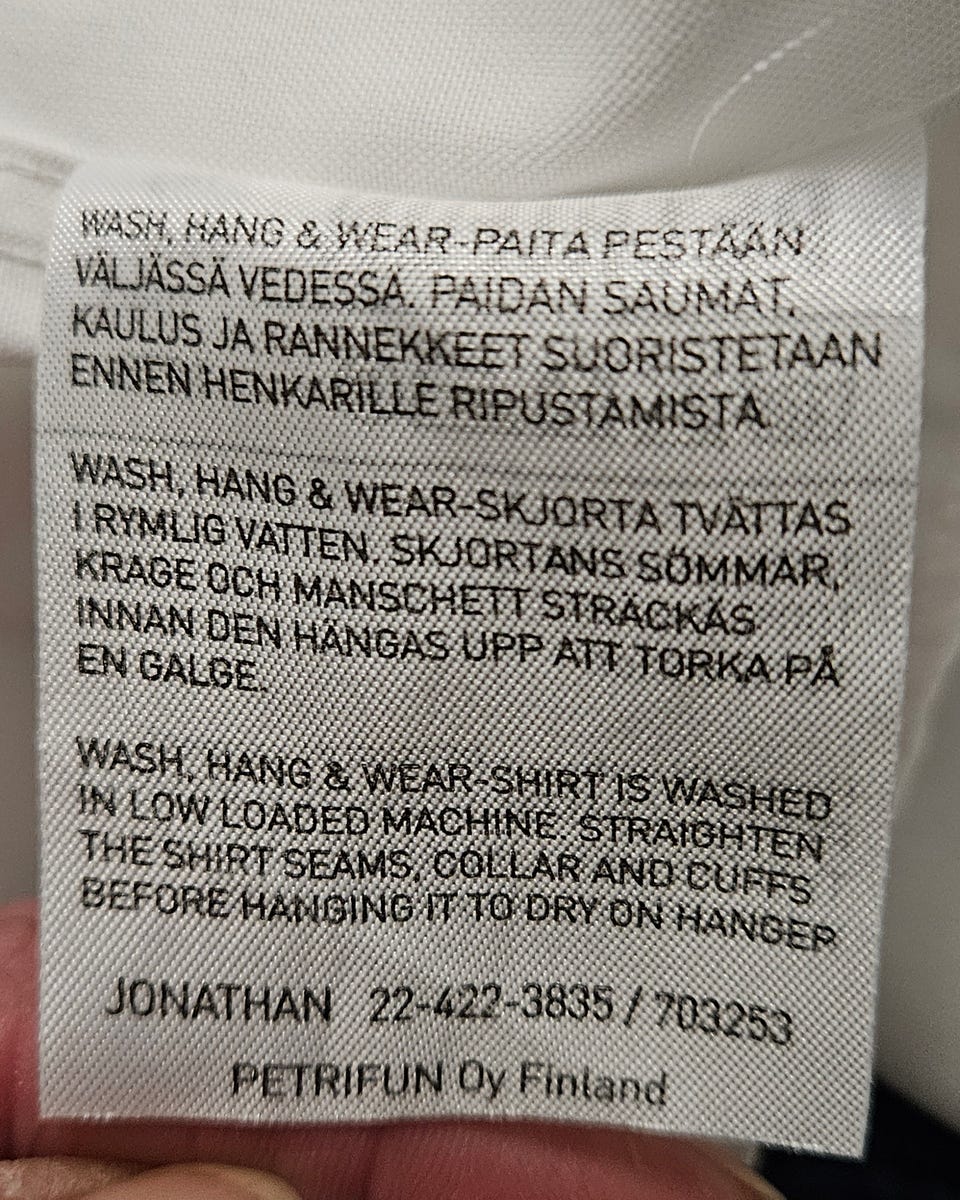 WASH, HANG & WEAR-PAITA PESTÄÄN
VÄLJÄSSÄ VEDESSÄ. PAIDAN SAUMAT,
KAULUS JA RANNEKKEET SUORISTETAAN
ENNEN HENKARILLE RIPUSTAMISTA.
WASH, HANG & WEAR-SKJORTA TVÄTTAS
I RYMLIG VATTEN. SKJORTANS SÖMMAR,
KRAGE OCH MANSCHETT STRÄCKAS
INNAN DEN HÄNGAS UPP ATT TORKA PÅ
EN GALGE.
WASH, HANG & WEAR-SHIRT IS WASHED
IN LOW LOADED MACHINE. STRAIGHTEN
THE SHIRT SEAMS, COLLAR AND CUFFS
BEFORE HANGING IT TO DRY ON HANGER
JONATHAN 22-422-3835 / 703253
PETRIFUN Oy Finland